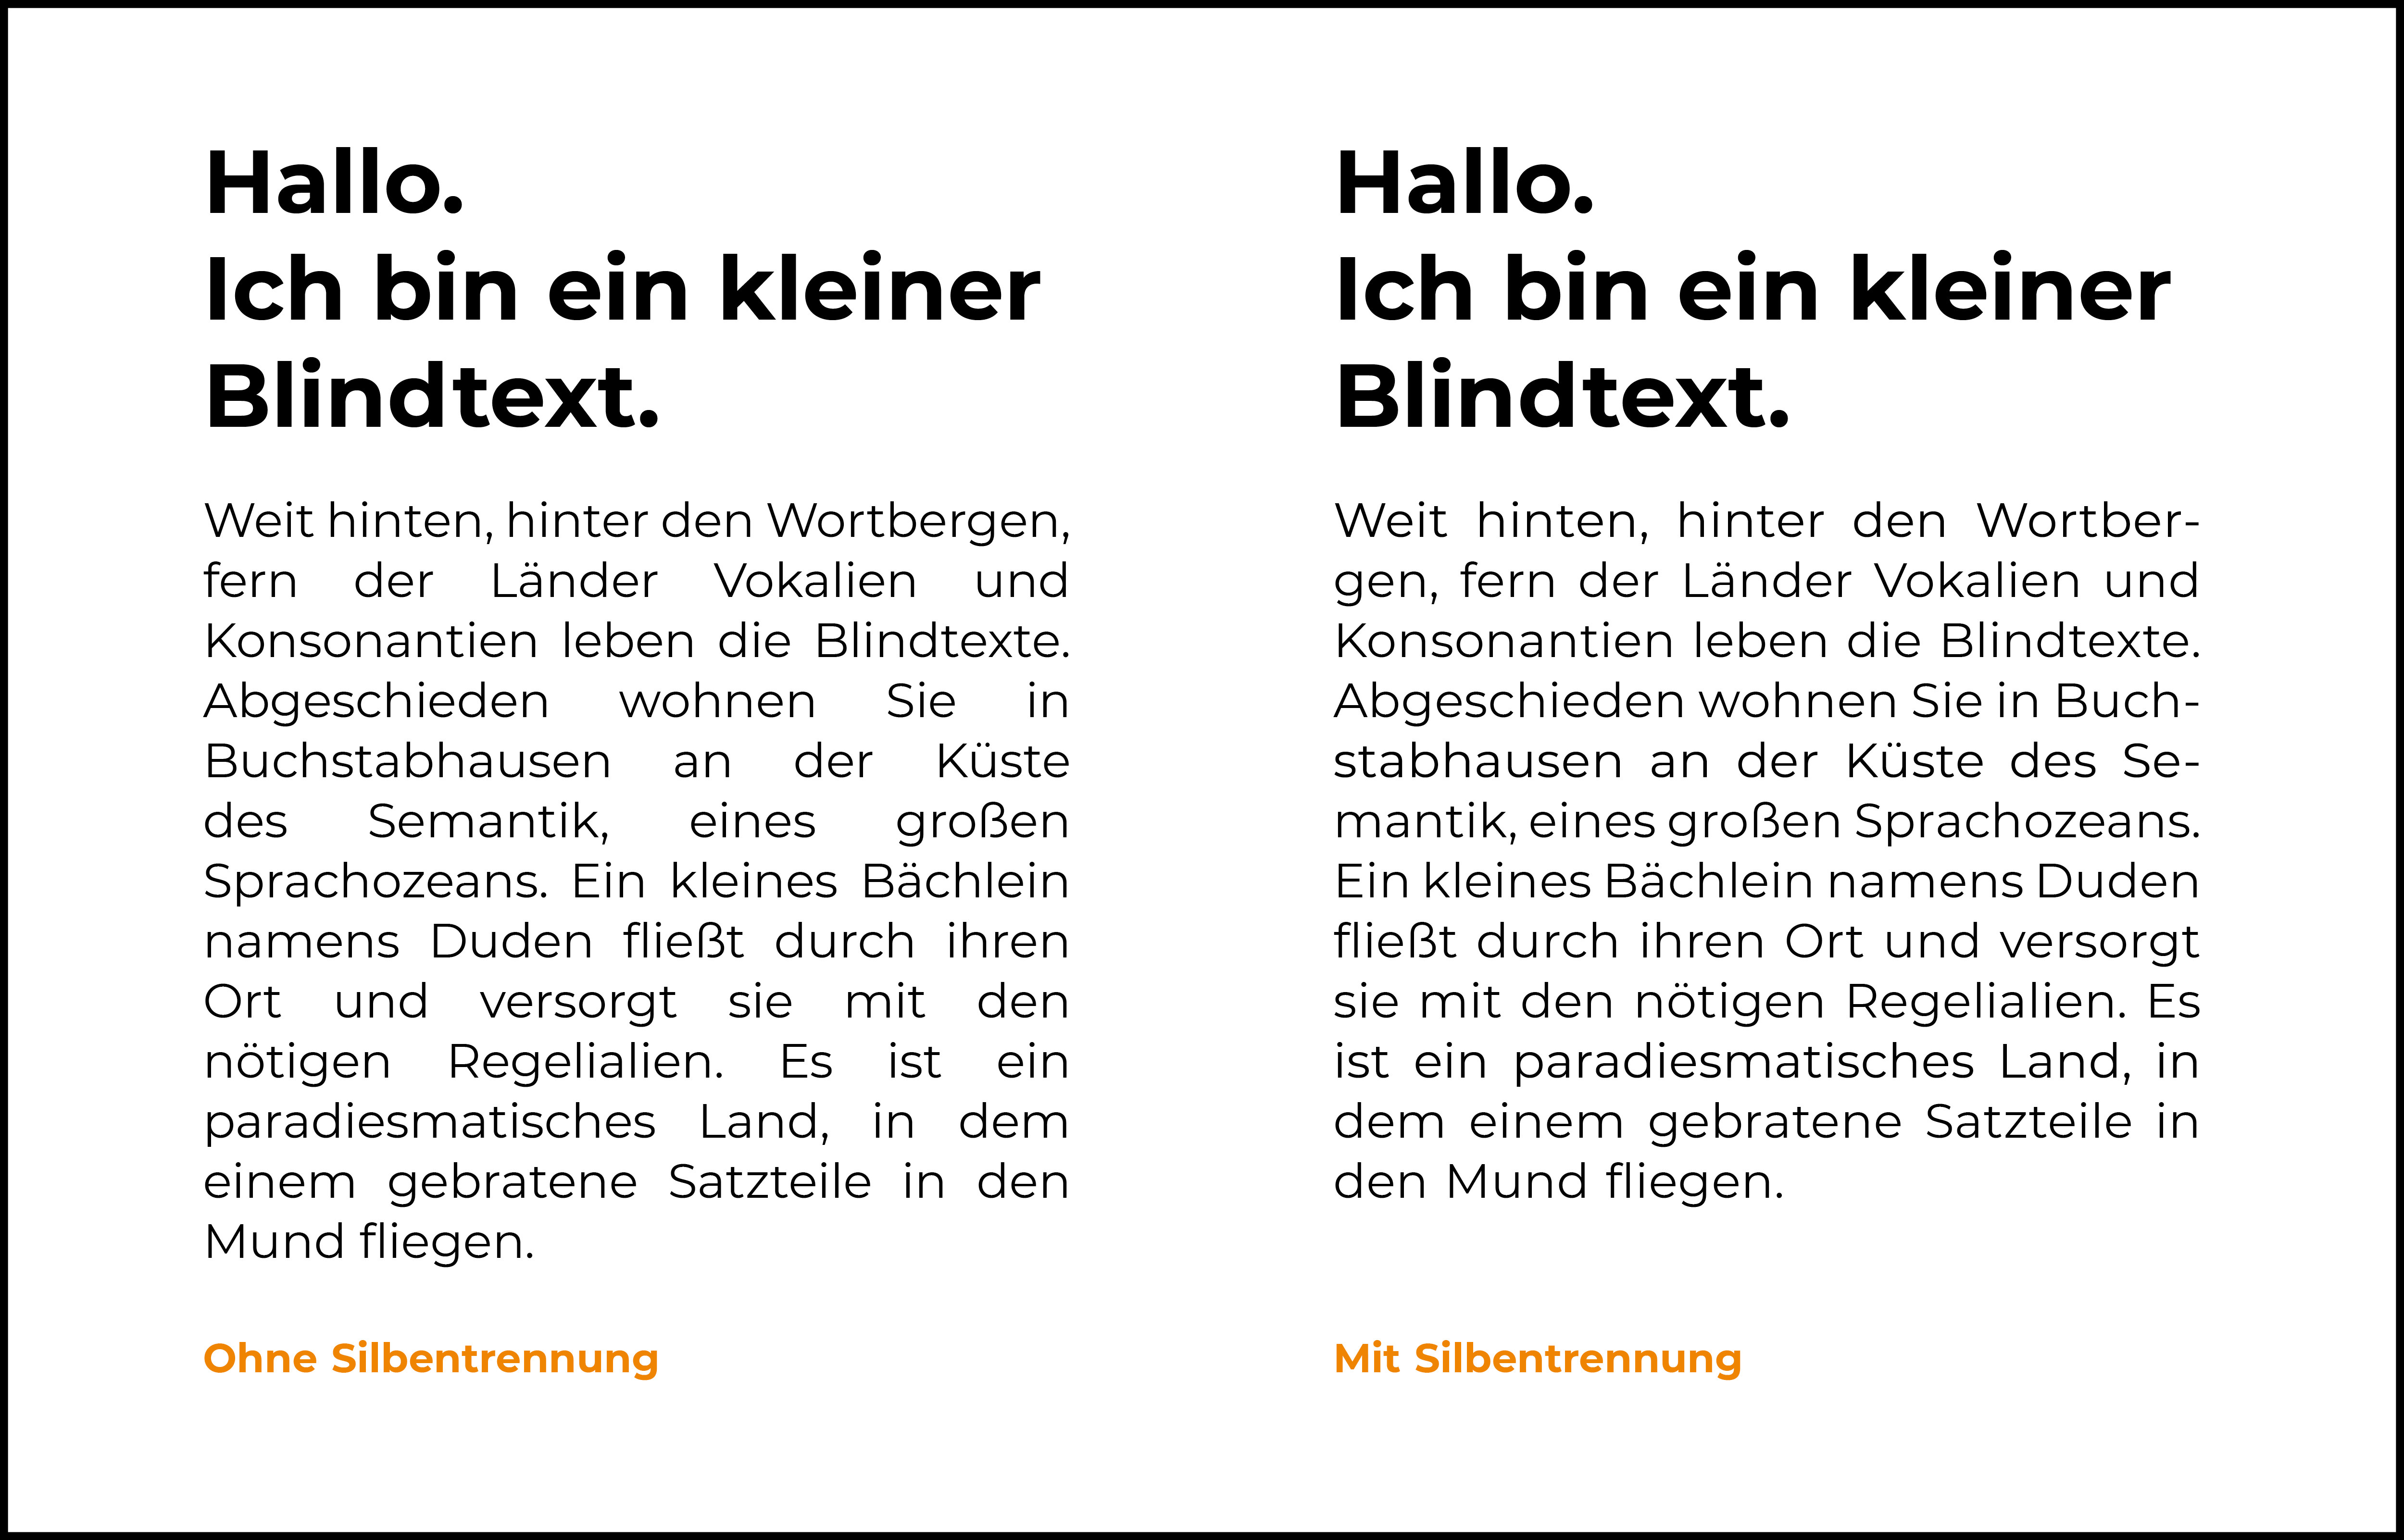 Hallo.
Ich bin ein kleiner
Blindtext.
Weit hinten, hinter den Wortbergen,
fern der Länder Vokalien und
Konsonantien leben die Blindtexte.
Abgeschieden wohnen Sie in
Buchstabhausen an der Küste
des Semantik, eines großen
Sprachozeans. Ein kleines Bächlein
namens Duden fließt durch ihren
Ort und versorgt sie mit den
nötigen Regelialien. Es ist ein
paradiesmatisches Land, in dem
einem gebratene Satzteile in den
Mund fliegen.
Ohne Silbentrennung
Hallo.
Ich bin ein kleiner
Blindtext.
Weit hinten, hinter den Wortber-
gen, fern der Länder Vokalien und
Konsonantien leben die Blindtexte.
Abgeschieden wohnen Sie in Buch-
stabhausen an der Küste des Se-
mantik, eines großen Sprachozeans.
Ein kleines Bächlein namens Duden
fließt durch ihren Ort und versorgt
sie mit den nötigen Regelialien. Es
ist ein paradiesmatisches Land, in
dem einem gebratene Satzteile in
den Mund fliegen.
Mit Silbentrennung